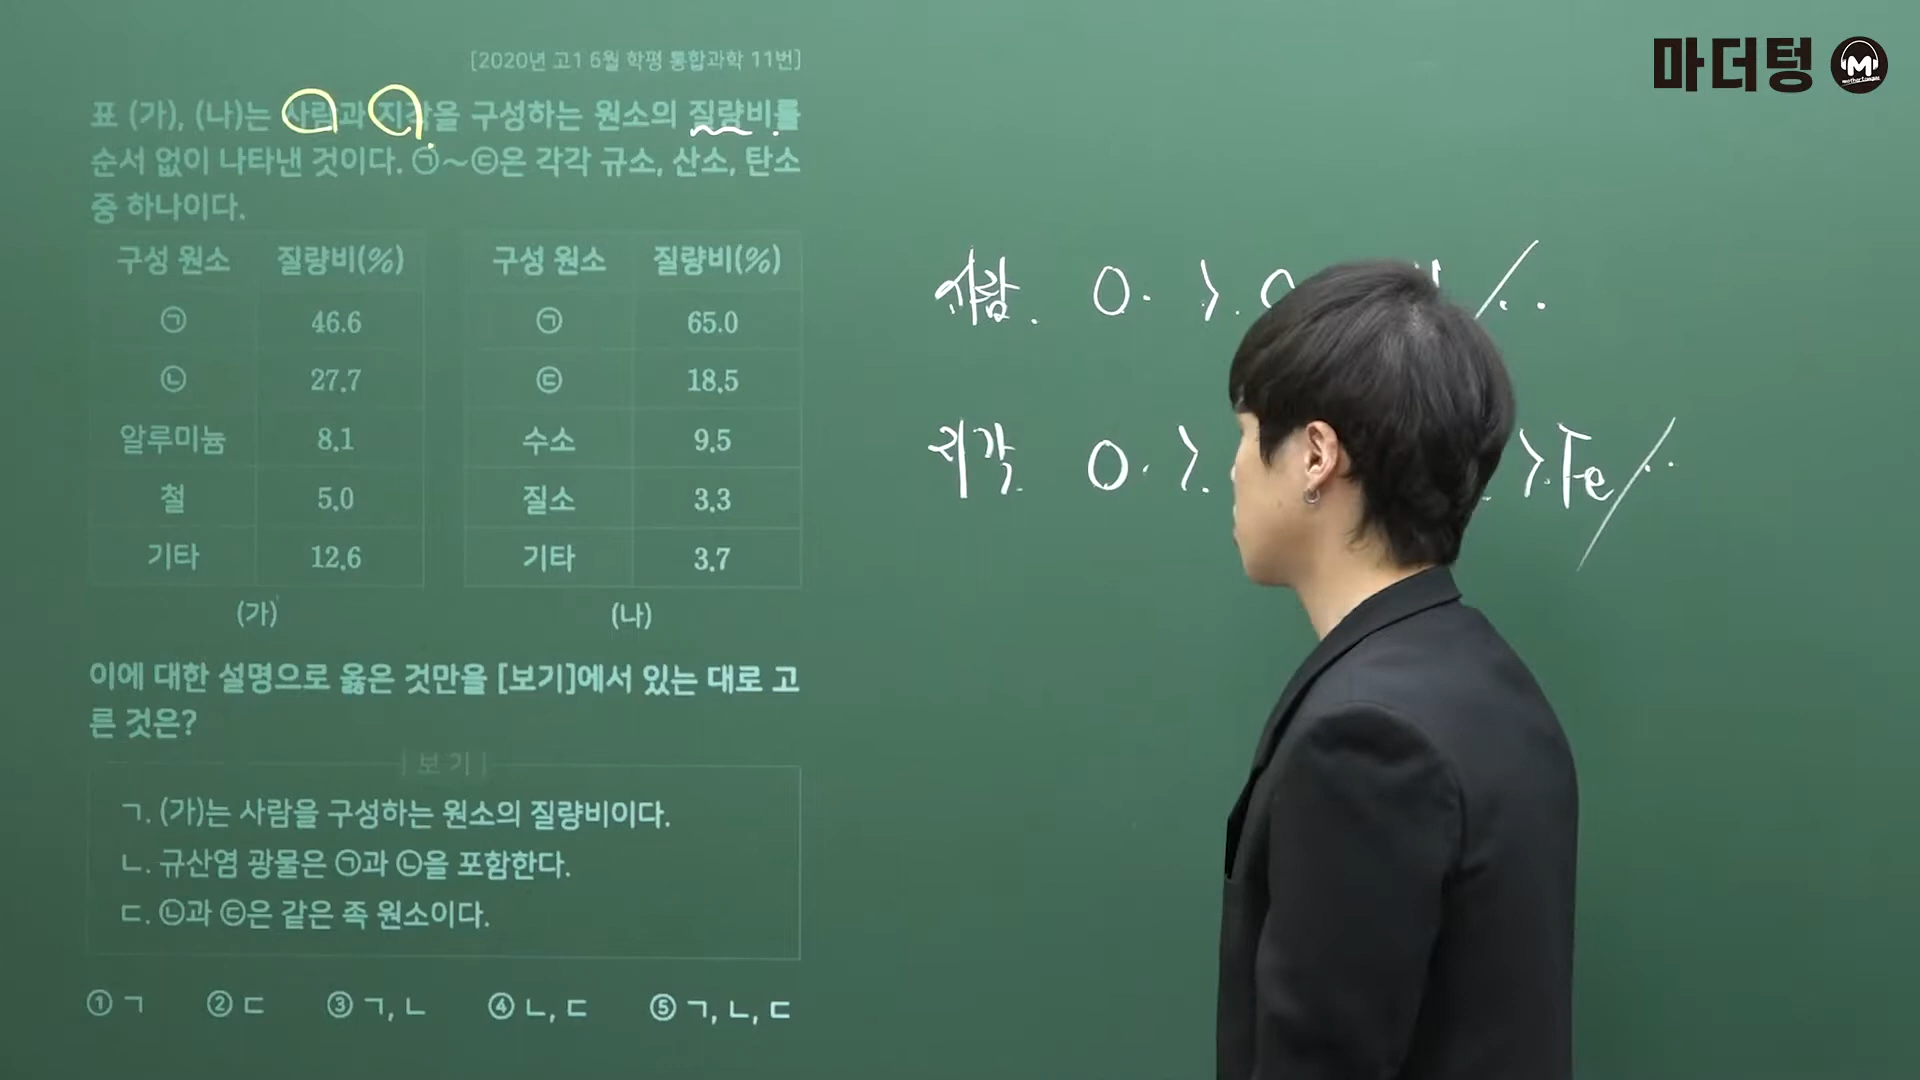 마더텅
[2020년 고1 6월 학평 통합과학 11번]
표 (가), (나)는 사람과 지각을 구성하는 원소의 질량비를
순서 없이 나타낸 것이다. ㉠~㉢은 각각 규소, 산소, 탄소
중 하나이다.
구성 원소 질량비(%)
㉠ 46.6
㉡ 27.7
알루미늄 8.1
철 5.0
기타 12.6
(가)
구성 원소 질량비(%)
㉠ 65.0
㉢ 18.5
수소 9.5
질소 3.3
기타 3.7
(나)
이에 대한 설명으로 옳은 것만을 [보기]에서 있는 대로 고
른 것은?
보 기
ㄱ. (가)는 사람을 구성하는 원소의 질량비이다.
ㄴ. 규산염 광물은 ㉠과 ㉡을 포함한다.
ㄷ. ㉡과 ㉢은 같은 족 원소이다.
① ㄱ ② ㄷ ③ ㄱ, ㄴ ④ ㄴ, ㄷ ⑤ ㄱ, ㄴ, ㄷ
사람. O. >.
지각 O. >. >. Fe